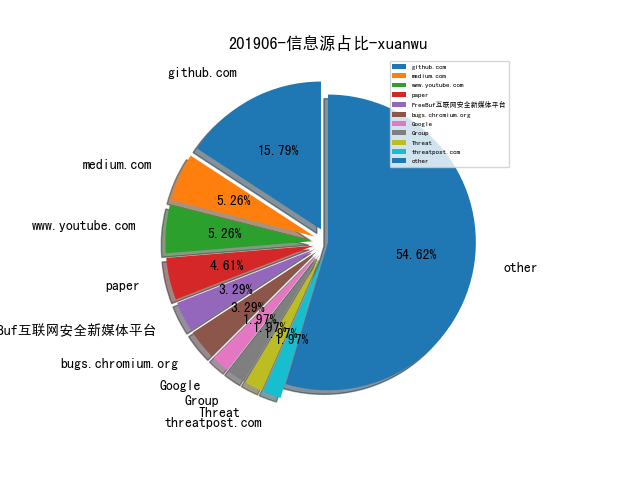 201906-信息源占比-xuanwu
github.com
medium.com
www.youtube.com
paper
Buf互联网安全新媒体平台
bugs.chromium.org
Google
Group
Threat
threatpost.com
other
15.79%
5.26%
5.26%
4.61%
3.29%
3.29%
1.97%
1.97%
1.97%
1.97%
54.62%
github.com
medium.com
www.youtube.com
paper
FreeBuf互联网安全新媒体平台
bugs.chromium.org
Google
Group
Threat
threatpost.com
other